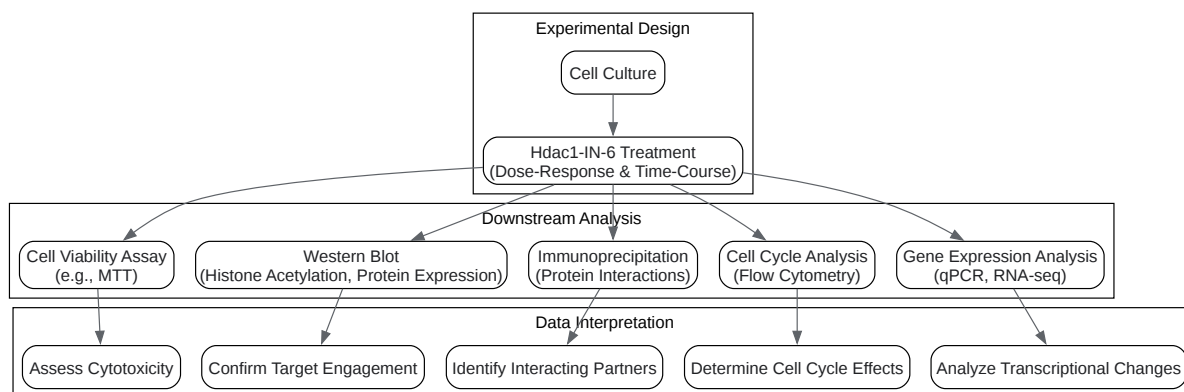 Experimental Design
Cell Culture
Hdac1-IN-6 Treatment
(Dose-Response & Time-Course)
Downstream Analysis
Cell Viability Assay
(e.g., MTT)
Western Blot
(Histone Acetylation, Protein Expression)
Immunoprecipitation
(Protein Interactions)
Cell Cycle Analysis
(Flow Cytometry)
Gene Expression Analysis
(qPCR, RNA-seq)
Data Interpretation
Assess Cytotoxicity
Confirm Target Engagement
Identify Interacting Partners
Determine Cell Cycle Effects
Analyze Transcriptional Changes